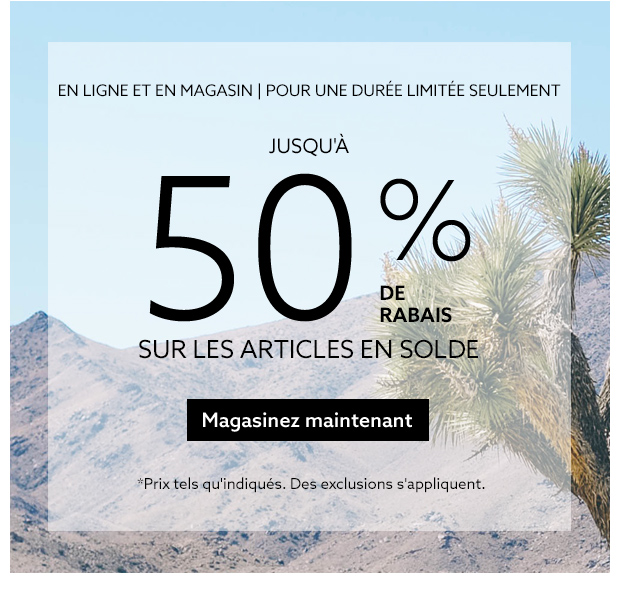 EN LIGNE ET EN MAGASIN | POUR UNE DURÉE LIMITÉE SEULEMENT
JUSQU'À
50 %
DE
RABAIS
SUR LES ARTICLES EN SOLDE
Magasinez maintenant
*Prix tels qu'indiqués. Des exclusions s'appliquent.